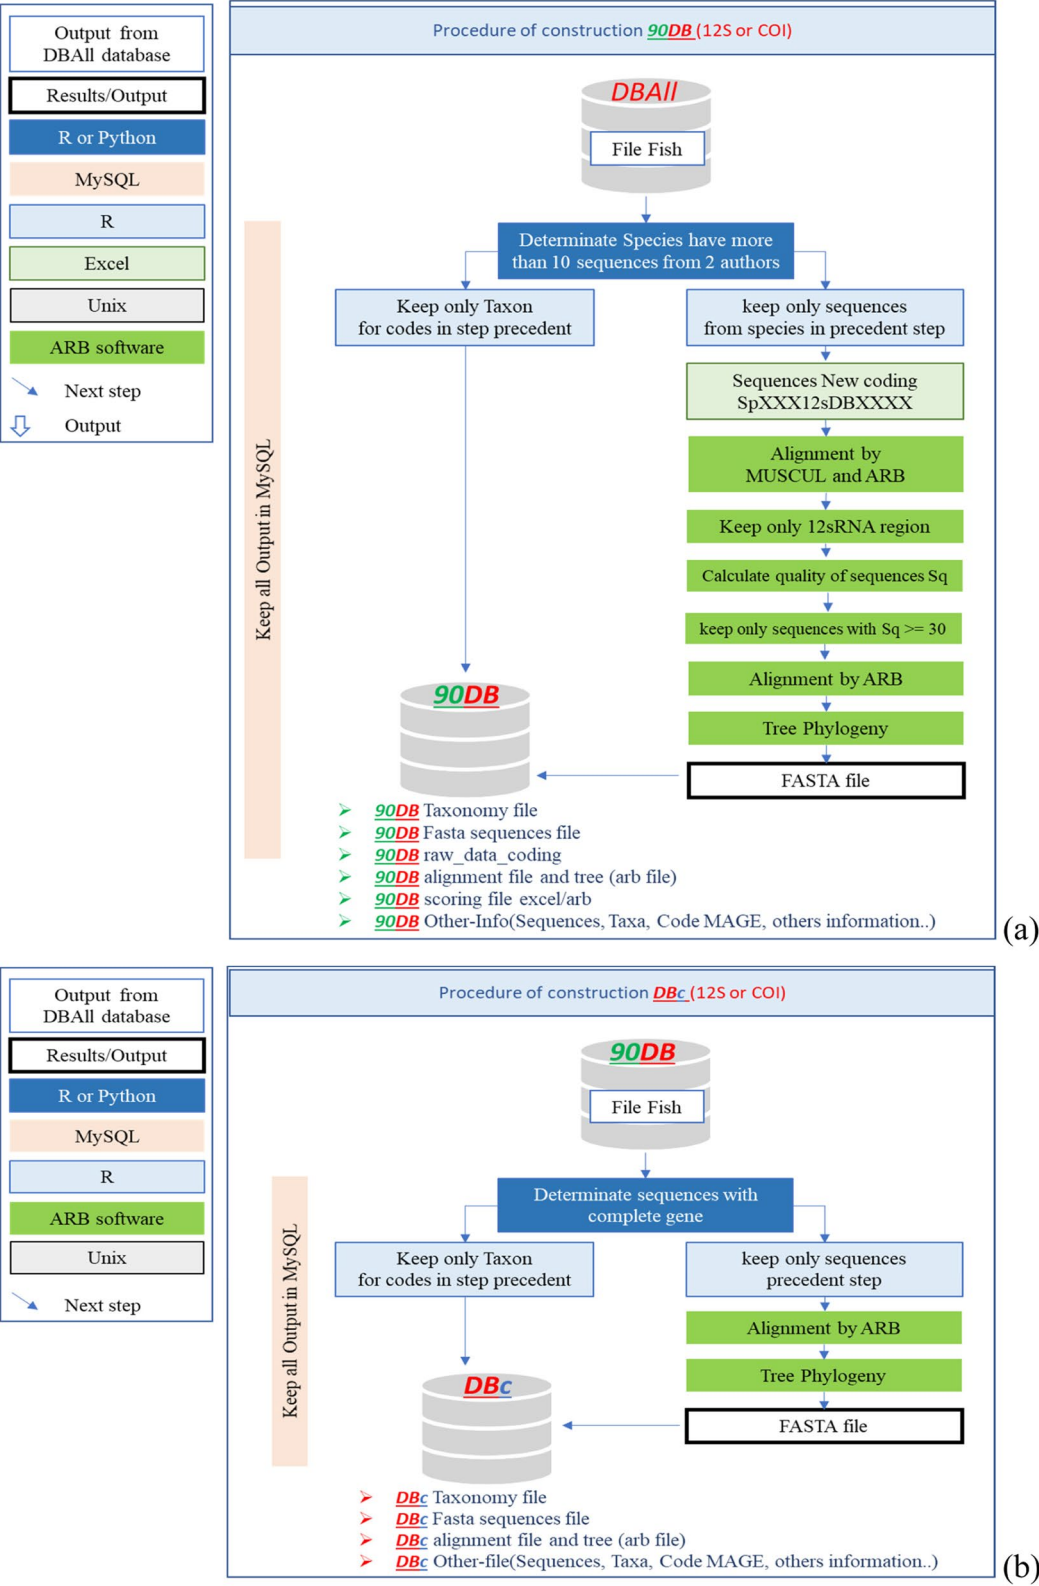 Output from
DBAll database
Results/Output
R or Python
MySQL
R
Excel
Unix
ARB software
Next step
Output
Procedure of construction 90DB (12S or COI)
DBAll
File Fish
Determinate Species have more
than 10 sequences from 2 authors
Keep only Taxon
for codes in step precedent
keep only sequences
from species in precedent step
Sequences New coding
SpXXX12sDBXXXX
Alignment by
MUSCUL and ARB
Keep only 12sRNA region
Calculate quality of sequences Sq
keep only sequences with Sq >= 30
Alignment by ARB
Tree Phylogeny
FASTA file
Keep all Output in MySQL
90DB
90DB Taxonomy file
90DB Fasta sequences file
90DB raw_data_coding
90DB alignment file and tree (arb file)
90DB scoring file excel/arb
90DB Other-Info(Sequences, Taxa, Code MAGE, others information..)
(a)
Output from
DBAll database
Results/Output
R or Python
MySQL
R
ARB software
Unix
Next step
Procedure of construction DBc (12S or COI)
90DB
File Fish
Determinate sequences with
complete gene
Keep only Taxon
for codes in step precedent
keep only sequences
precedent step
Alignment by ARB
Tree Phylogeny
FASTA file
Keep all Output in MySQL
DBc
DBc Taxonomy file
DBc Fasta sequences file
DBc alignment file and tree (arb file)
DBc Other-file(Sequences, Taxa, Code MAGE, others information..)
(b)